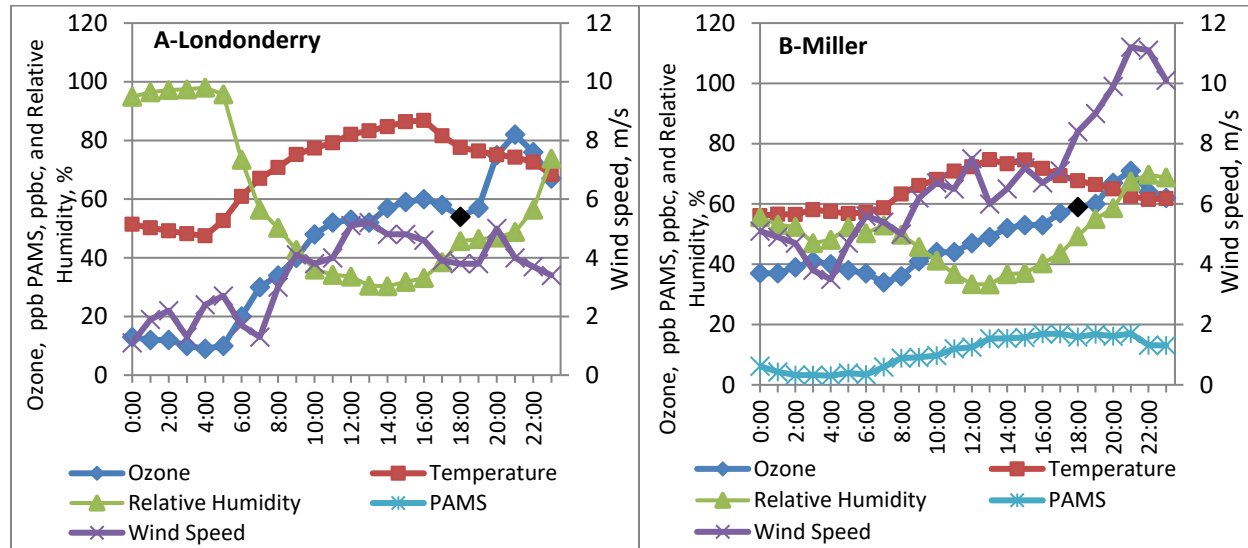 A-Londonderry
Ozone, ppb PAMS, ppbc, and Relative
Humidity, %
120
100
80
60
40
20
0
12
10
8
6
4
2
0
Wind speed, m/s
0:00
2:00
4:00
6:00
8:00
10:00
12:00
14:00
16:00
18:00
20:00
22:00
Ozone
Temperature
Relative Humidity
PAMS
Wind Speed
B-Miller
Ozone, ppb PAMS, ppbc, and Relative
Humidity, %
120
100
80
60
40
20
0
12
10
8
6
4
2
0
Wind speed, m/s
0:00
2:00
4:00
6:00
8:00
10:00
12:00
14:00
16:00
18:00
20:00
22:00
Ozone
Temperature
Relative Humidity
PAMS
Wind Speed